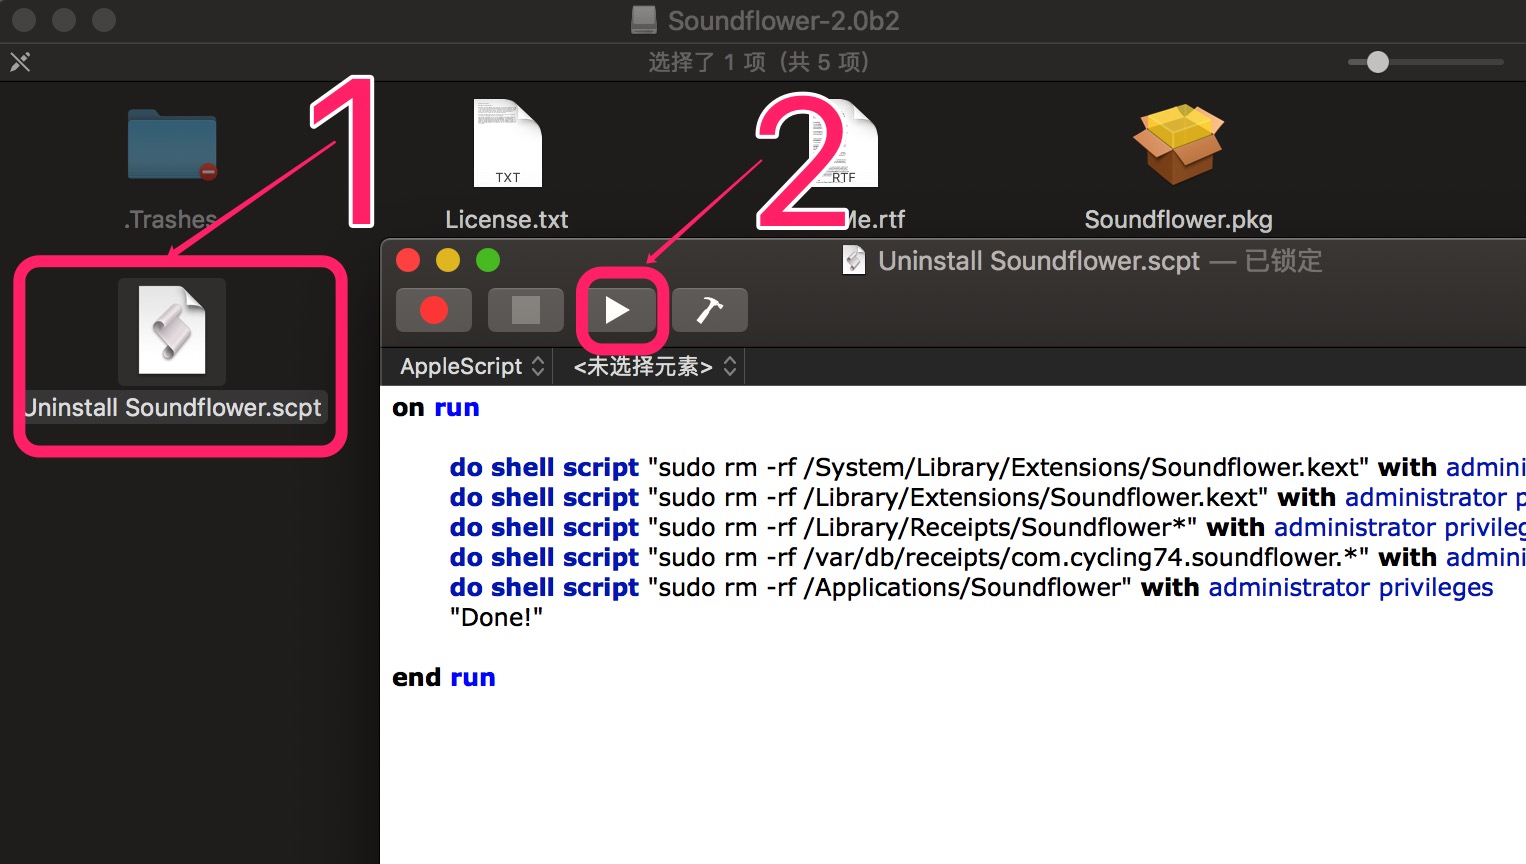 Soundflower-2.0b2
选择了 1 项（共 5 项）
1
2
TXT
RTF
.Trashes
License.txt
Me.rtf
Soundflower.pkg
Uninstall Soundflower.scpt
Uninstall Soundflower.scpt — 已锁定
AppleScript
<未选择元素>
on run
do shell script "sudo rm -rf /System/Library/Extensions/Soundflower.kext" with admini
do shell script "sudo rm -rf /Library/Extensions/Soundflower.kext" with administrator p
do shell script "sudo rm -rf /Library/Receipts/Soundflower*" with administrator privileg
do shell script "sudo rm -rf /var/db/receipts/com.cycling74.soundflower.*" with admini
do shell script "sudo rm -rf /Applications/Soundflower" with administrator privileges
"Done!"
end run